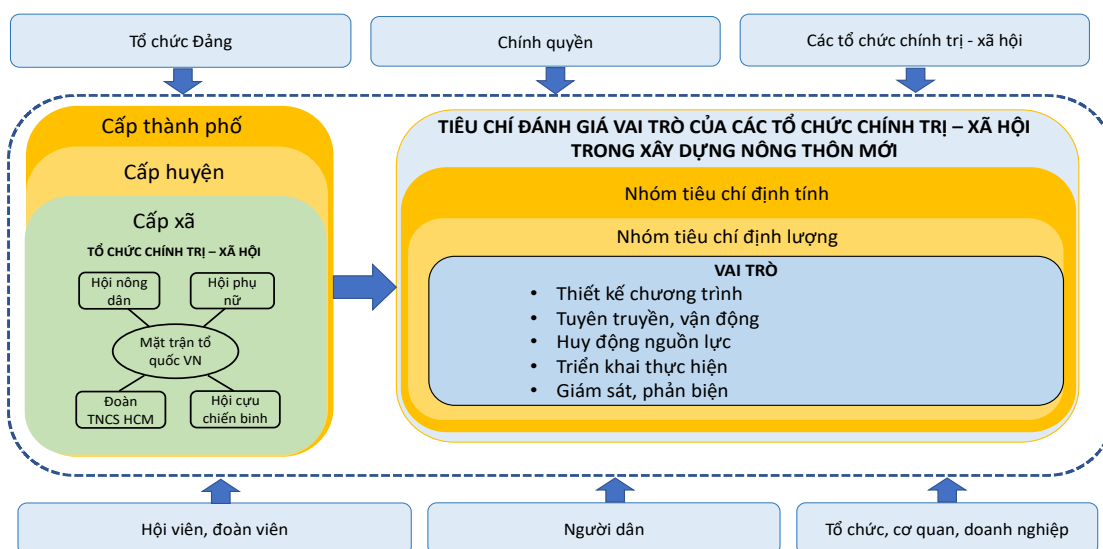 Tổ chức Đảng
Chính quyền
Các tổ chức chính trị - xã hội
Cấp thành phố
Cấp huyện
Cấp xã
TỔ CHỨC CHÍNH TRỊ – XÃ HỘI
Hội nông
dân
Hội phụ
nữ
Mặt trận tổ
quốc VN
Đoàn
TNCS HCM
Hội cựu
chiến binh
TIÊU CHÍ ĐÁNH GIÁ VAI TRÒ CỦA CÁC TỔ CHỨC CHÍNH TRỊ – XÃ HỘI
TRONG XÂY DỰNG NÔNG THÔN MỚI
Nhóm tiêu chí định tính
Nhóm tiêu chí định lượng
VAI TRÒ
• Thiết kế chương trình
• Tuyên truyền, vận động
• Huy động nguồn lực
• Triển khai thực hiện
• Giám sát, phản biện
Hội viên, đoàn viên
Người dân
Tổ chức, cơ quan, doanh nghiệp